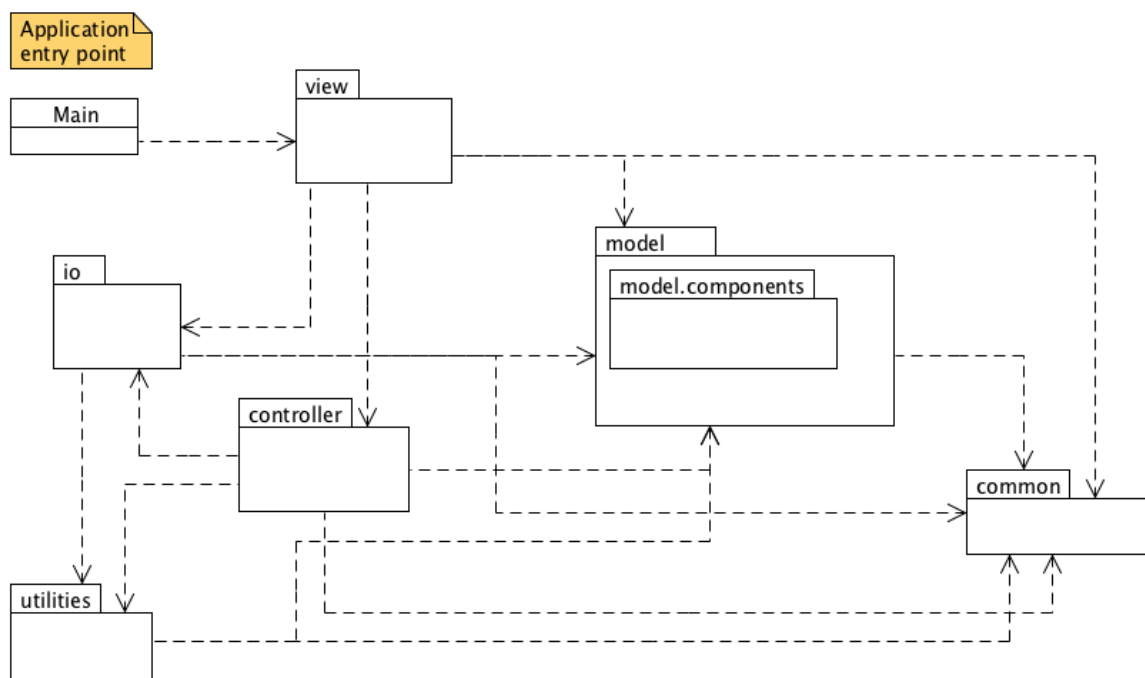 Application
entry point
view
Main
model
io
model.components
controller
common
utilities